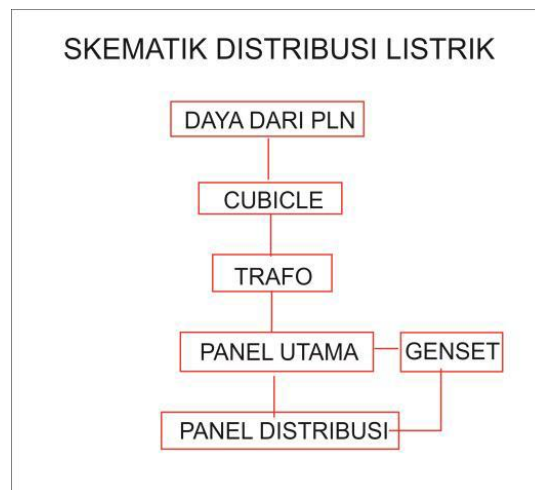 SKEMATIK DISTRIBUSI LISTRIK
DAYA DARI PLN
CUBICLE
TRAFO
PANEL UTAMA
GENSET
PANEL DISTRIBUSI